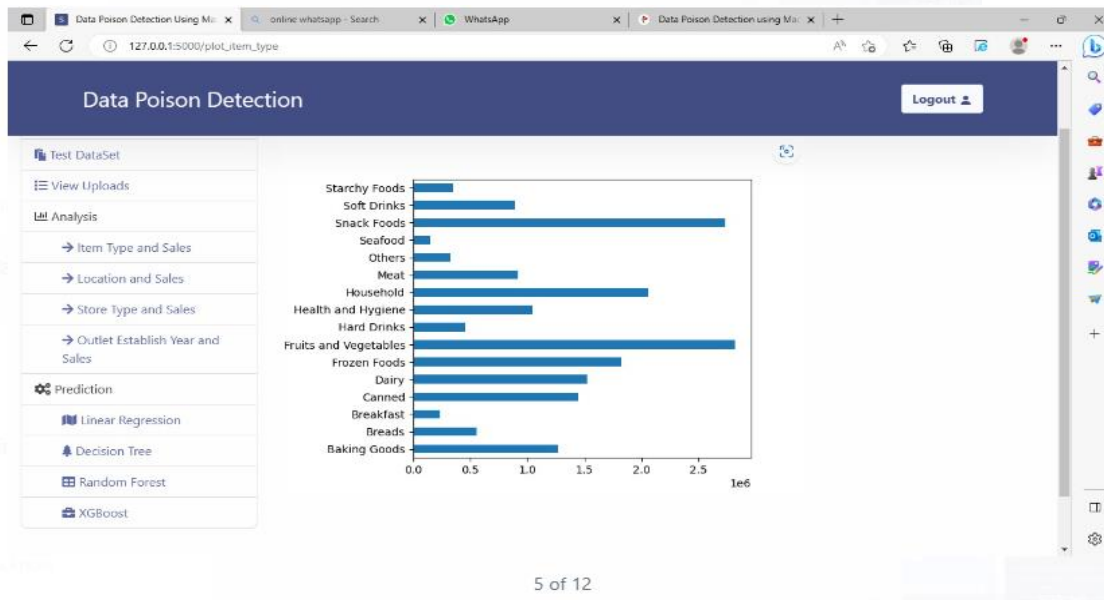 Data Poison Detection Using Ma
online whatsapp - Search
WhatsApp
Data Poison Detection using Mac
127.0.0.1:5000/plot_item_type
Data Poison Detection
Logout
Test DataSet
View Uploads
Analysis
Item Type and Sales
Location and Sales
Store Type and Sales
Outlet Establish Year and
Sales
Prediction
Linear Regression
Decision Tree
Random Forest
XGBoost
Starchy Foods
Soft Drinks
Snack Foods
Seafood
Others
Meat
Household
Health and Hygiene
Hard Drinks
Fruits and Vegetables
Frozen Foods
Dairy
Canned
Breakfast
Breads
Baking Goods
0.0 0.5 1.0 1.5 2.0 2.5
1e6
5 of 12